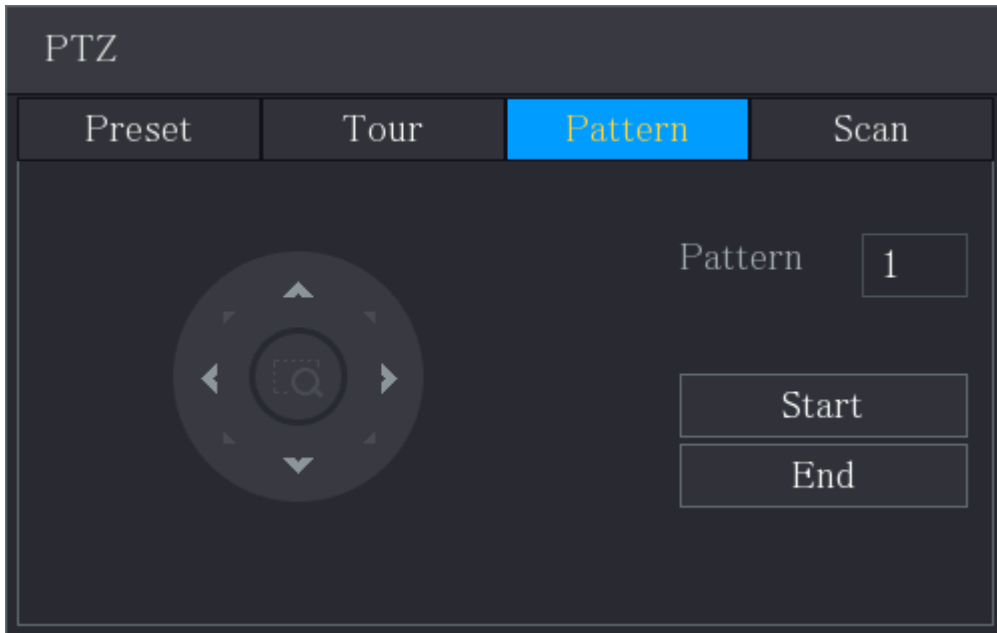 PTZ
Preset Tour Pattern Scan
Pattern 1
Start
End